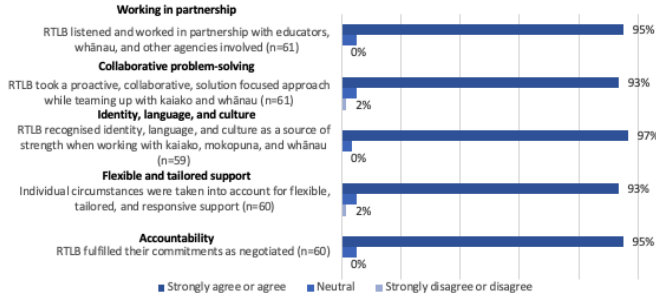 Working in partnership
RTLB listened and worked in partnership with educators,
whānau, and other agencies involved (n=61)
95%
0%
Collaborative problem-solving
RTLB took a proactive, collaborative, solution focused approach
while teaming up with kaiako and whānau (n=61)
93%
2%
Identity, language, and culture
RTLB recognised identity, language, and culture as a source of
strength when working with kaiako, mokopuna, and whānau
(n=59)
97%
0%
Flexible and tailored support
Individual circumstances were taken into account for flexible,
tailored, and responsive support (n=60)
93%
2%
Accountability
RTLB fulfilled their commitments as negotiated (n=60)
95%
0%
Strongly agree or agree Neutral Strongly disagree or disagree